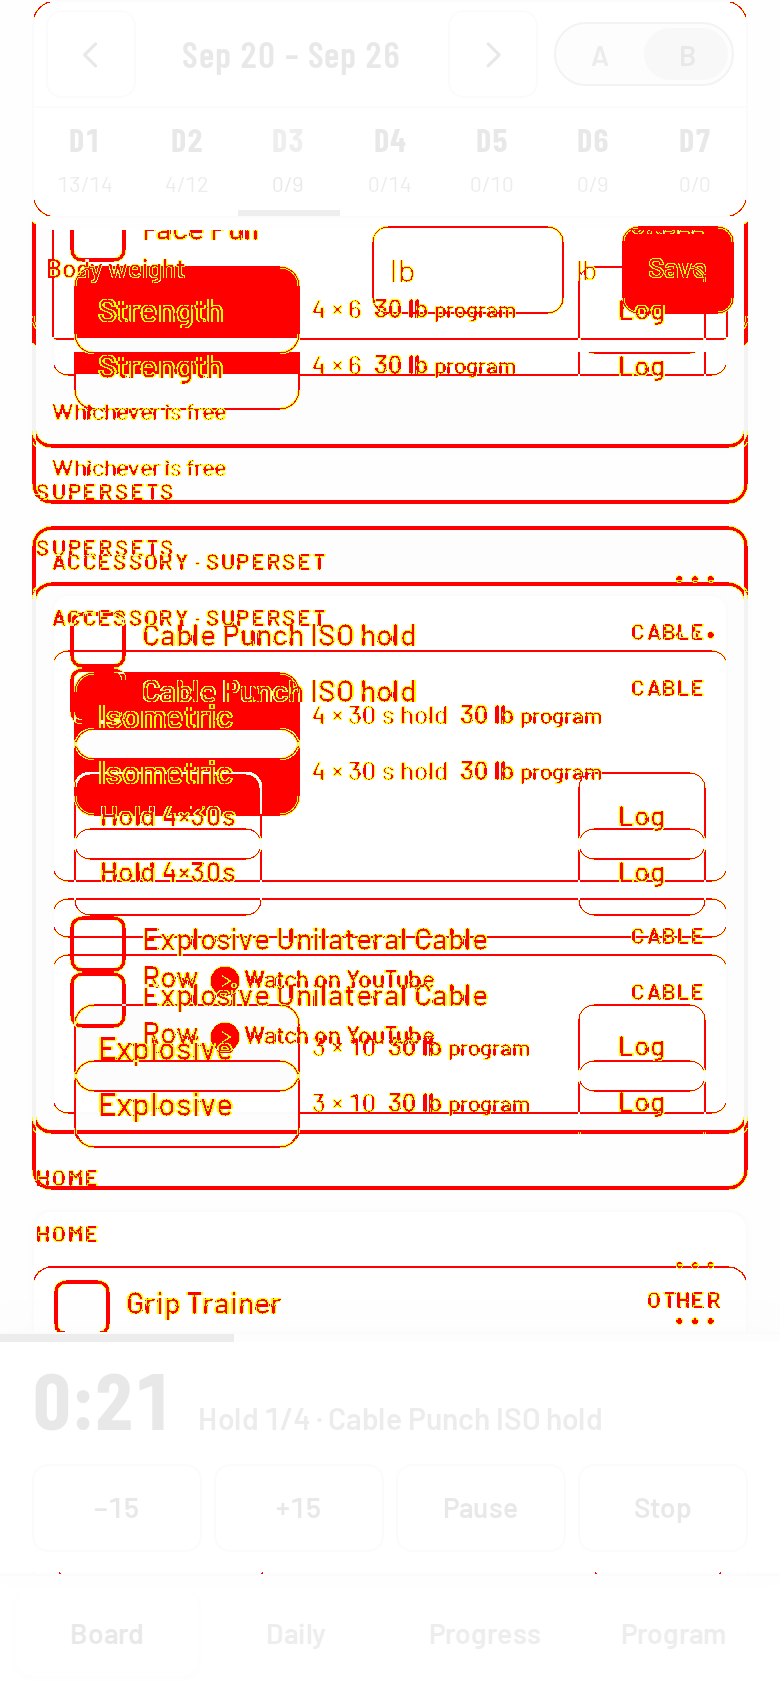 Sep 20 – Sep 26
A B
D1 D2 D3 D4 D5 D6 D7
13/14 4/12 0/9 0/14 0/10 0/9 0/0
Face Pull
Body weight lb lb Save
Strength 4 × 6 30 lb program Log
Strength 4 × 6 30 lb program Log
Whichever is free
Whichever is free
SUPERSETS
SUPERSETS
ACCESSORY · SUPERSET
ACCESSORY · SUPERSET
Cable Punch ISO hold CABLE
Cable Punch ISO hold CABLE
Isometric 4 × 30 s hold 30 lb program
Isometric 4 × 30 s hold 30 lb program
Hold 4×30s Log
Hold 4×30s Log
Explosive Unilateral Cable CABLE
Row Watch on YouTube
Explosive Unilateral Cable CABLE
Row Watch on YouTube
Explosive 3 × 10 30 lb program Log
Explosive 3 × 10 30 lb program Log
HOME
HOME
Grip Trainer OTHER
0:21 Hold 1/4 · Cable Punch ISO hold
−15 +15 Pause Stop
Board Daily Progress Program